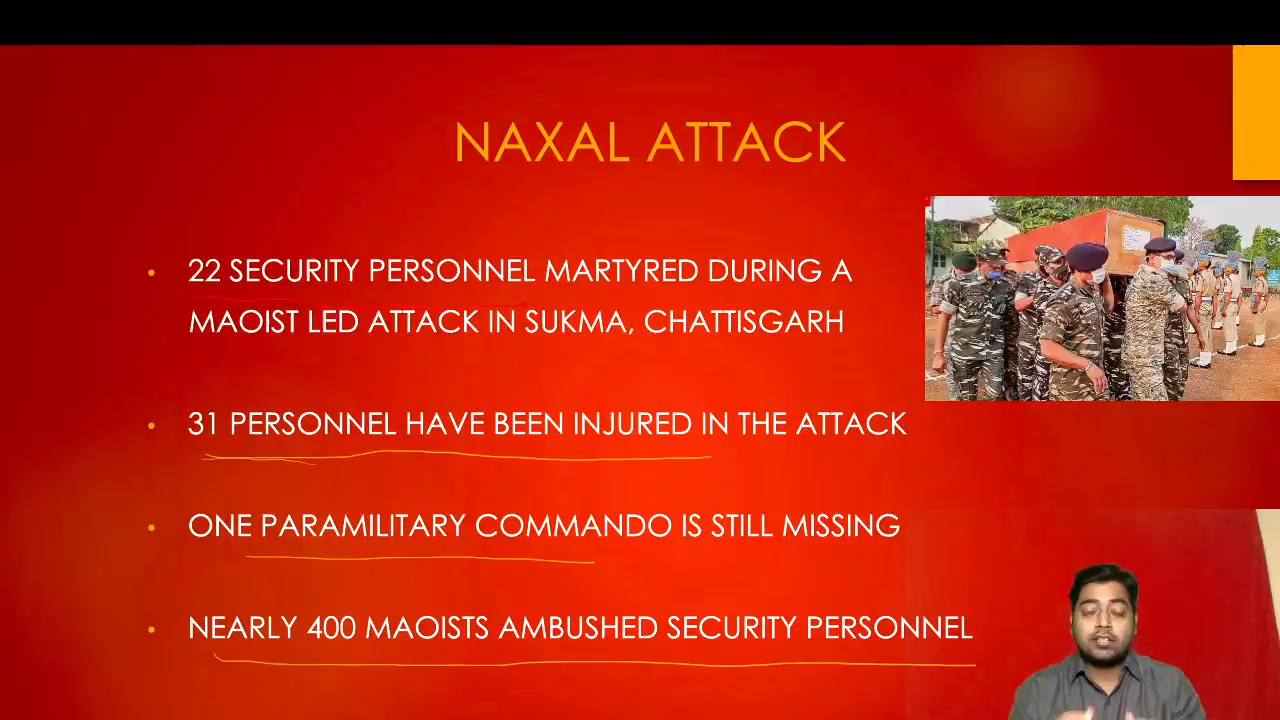 NAXAL ATTACK
• 22 SECURITY PERSONNEL MARTYRED DURING A
MAOIST LED ATTACK IN SUKMA, CHATTISGARH
• 31 PERSONNEL HAVE BEEN INJURED IN THE ATTACK
• ONE PARAMILITARY COMMANDO IS STILL MISSING
• NEARLY 400 MAOISTS AMBUSHED SECURITY PERSONNEL